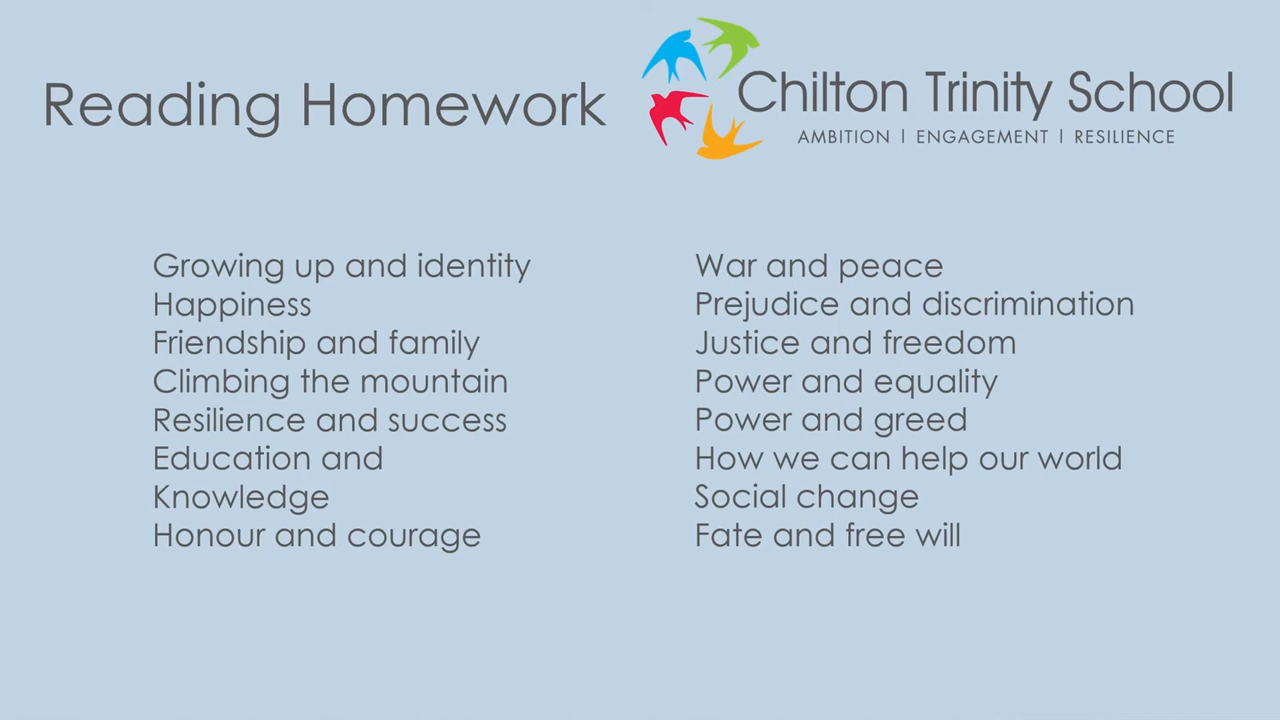 Reading Homework
Chilton Trinity School
AMBITION | ENGAGEMENT | RESILIENCE
Growing up and identity
Happiness
Friendship and family
Climbing the mountain
Resilience and success
Education and
Knowledge
Honour and courage
War and peace
Prejudice and discrimination
Justice and freedom
Power and equality
Power and greed
How we can help our world
Social change
Fate and free will